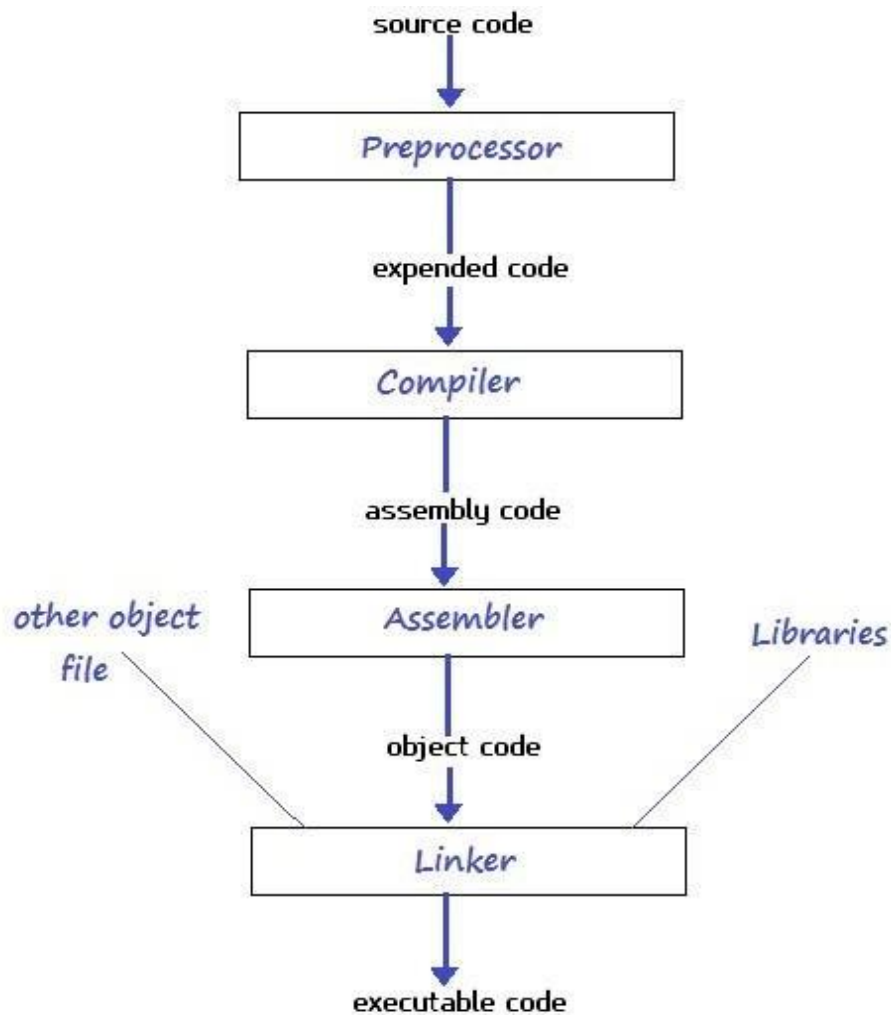 source code
Preprocessor
expended code
Compiler
assembly code
Assembler
other object
file
Libraries
object code
Linker
executable code